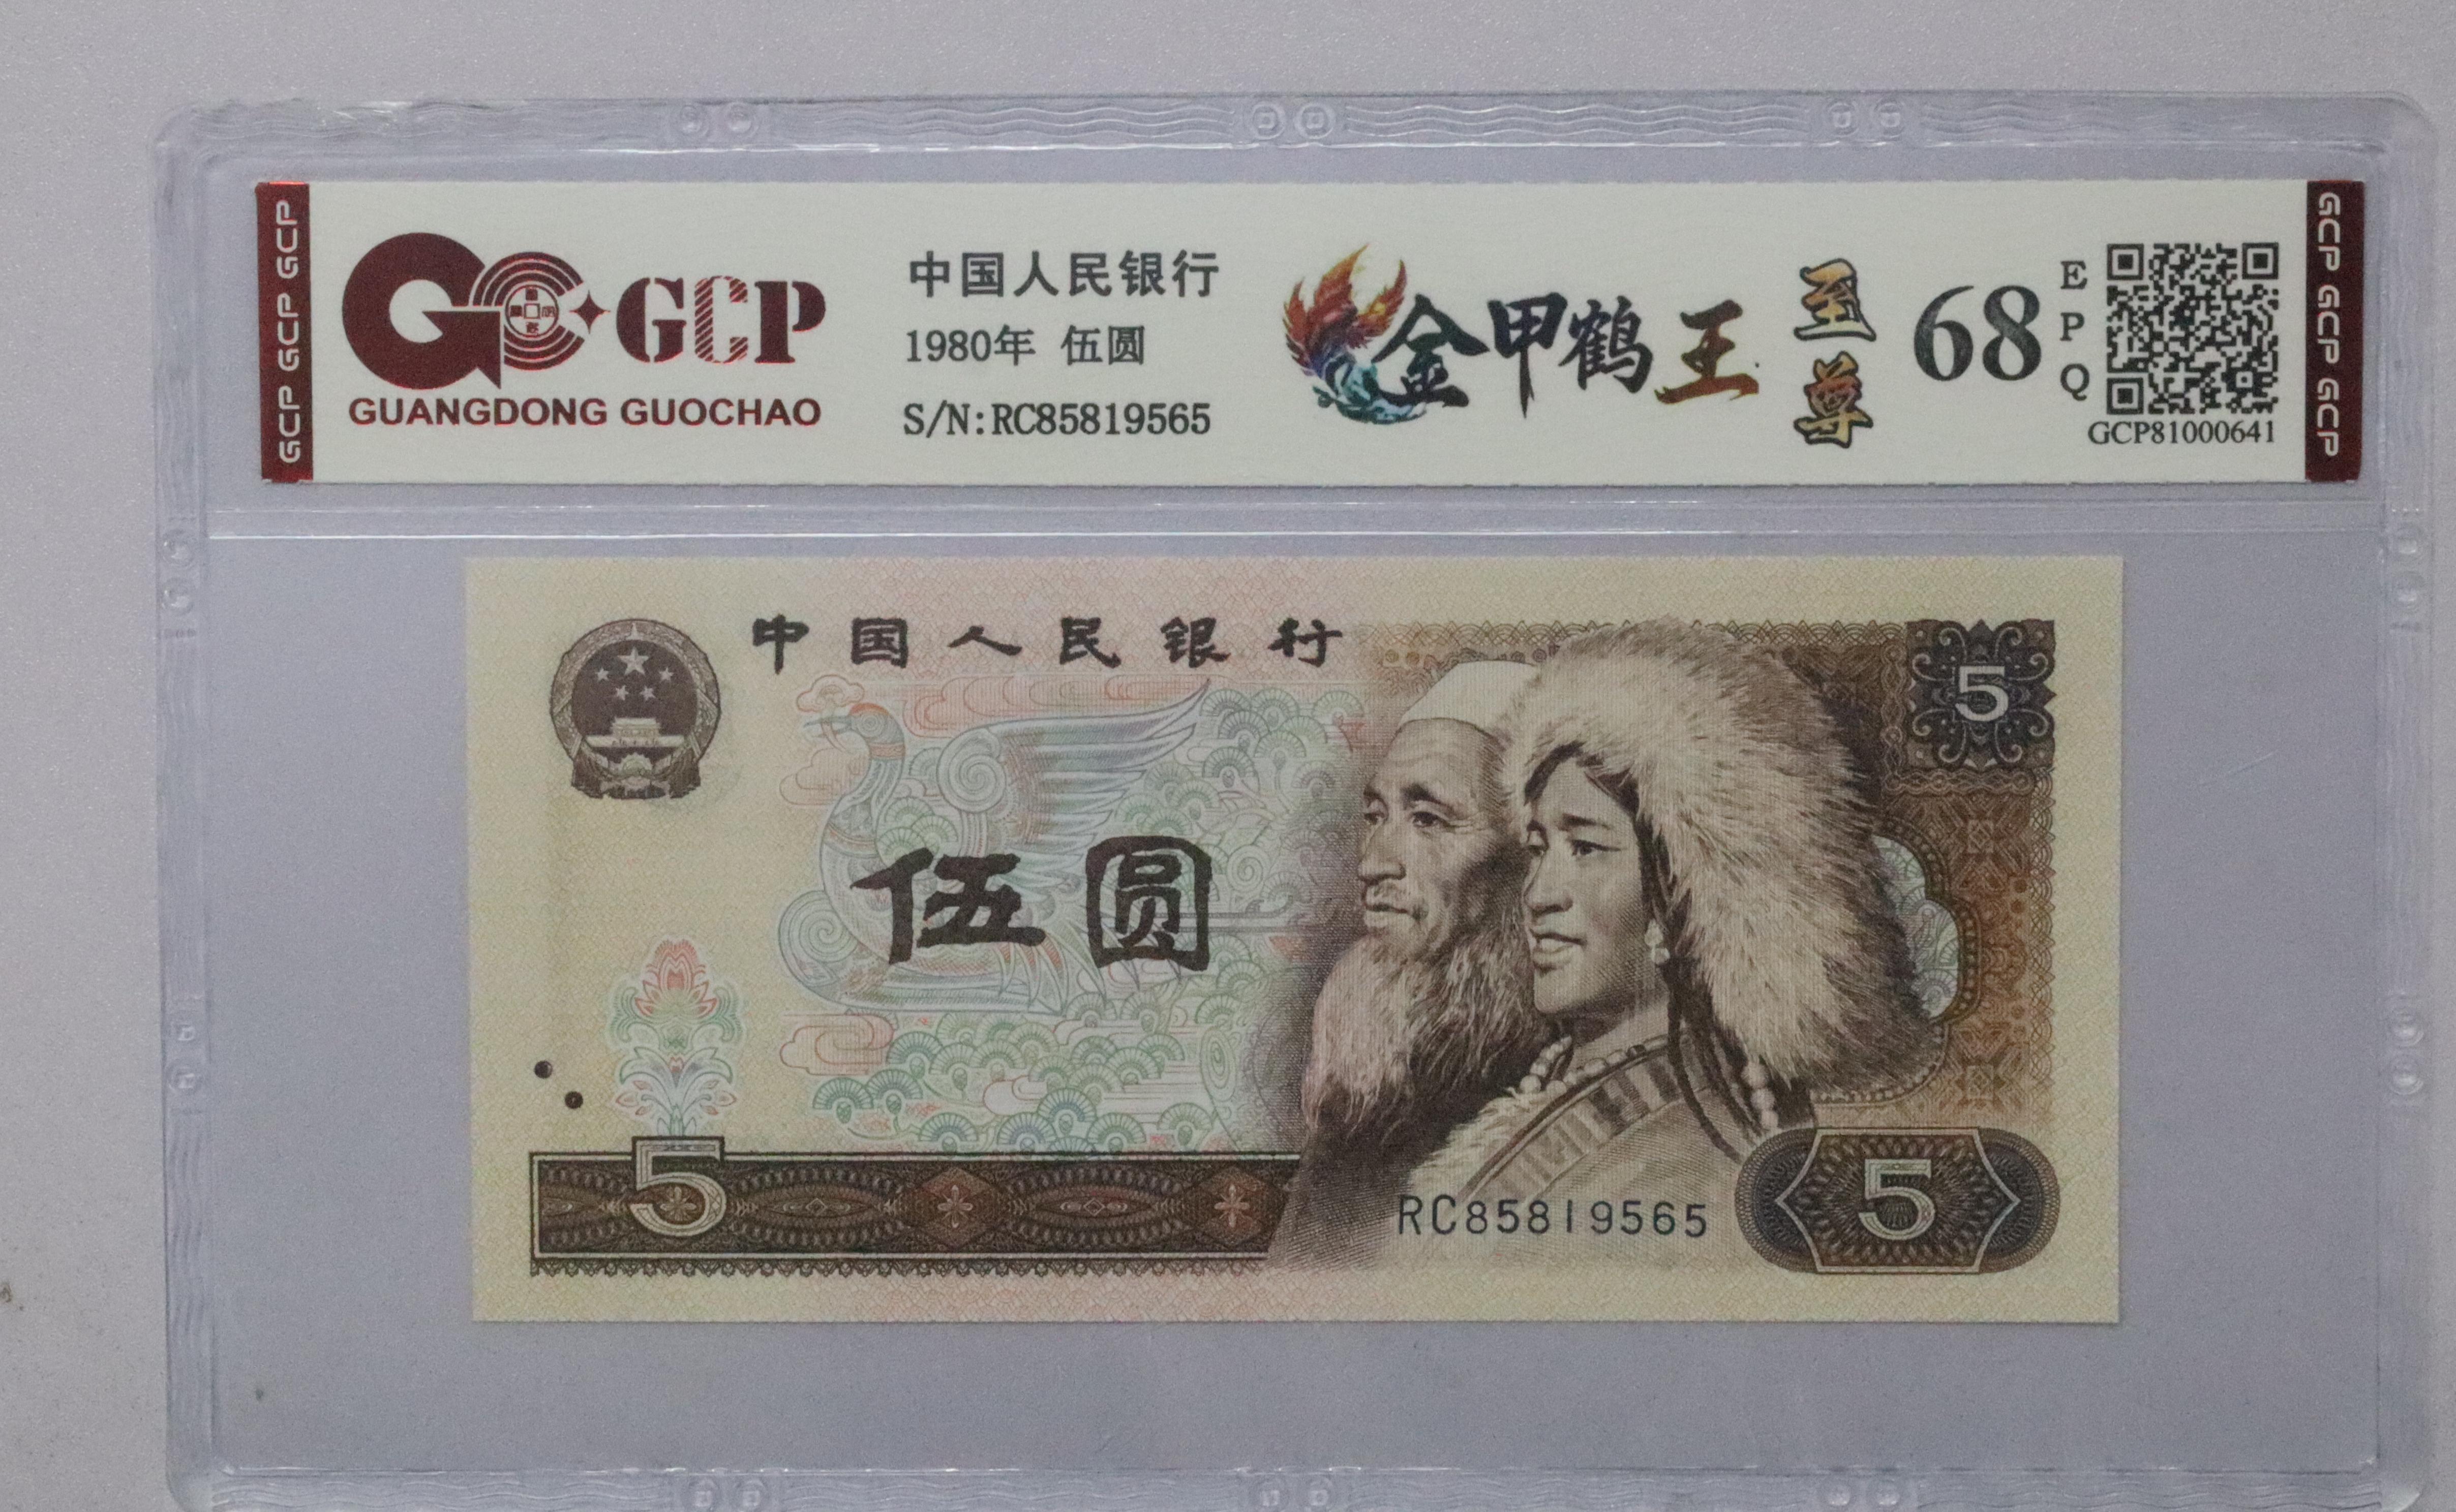 GCP GCP GCP
GCP
GUANGDONG GUOCHAO
中国人民银行
1980年 伍圆
S/N:RC85819565
金甲鹤王
至尊
68
EPQ
GCP81000641
GCP GCP GCP
中国人民银行
5
伍圆
5
RC85819565
5